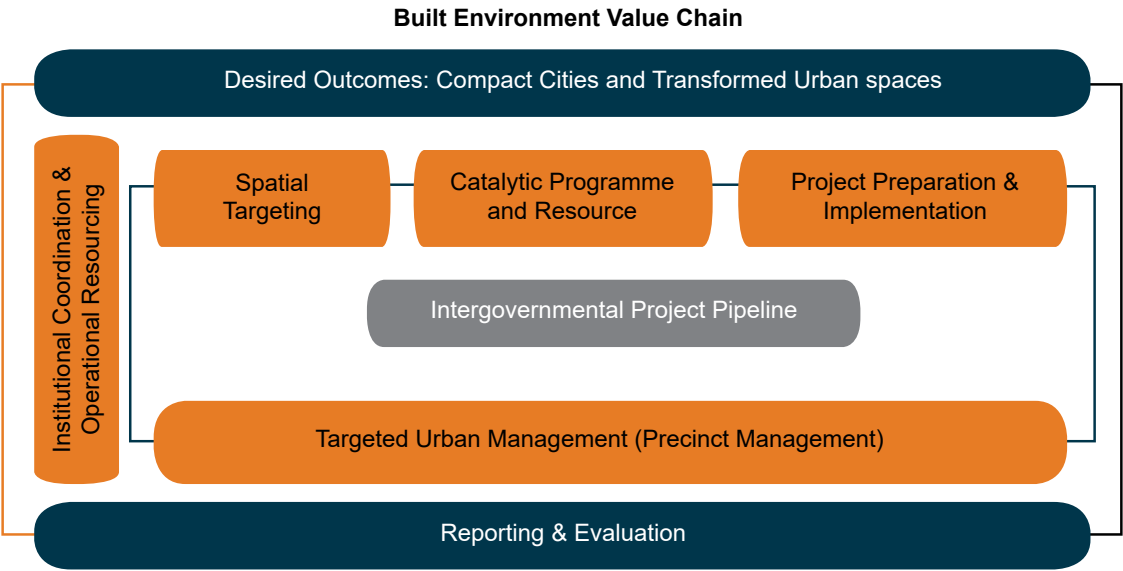 Built Environment Value Chain
Desired Outcomes: Compact Cities and Transformed Urban spaces
Institutional Coordination &
Operational Resourcing
Spatial
Targeting
Catalytic Programme
and Resource
Project Preparation &
Implementation
Intergovernmental Project Pipeline
Targeted Urban Management (Precinct Management)
Reporting & Evaluation